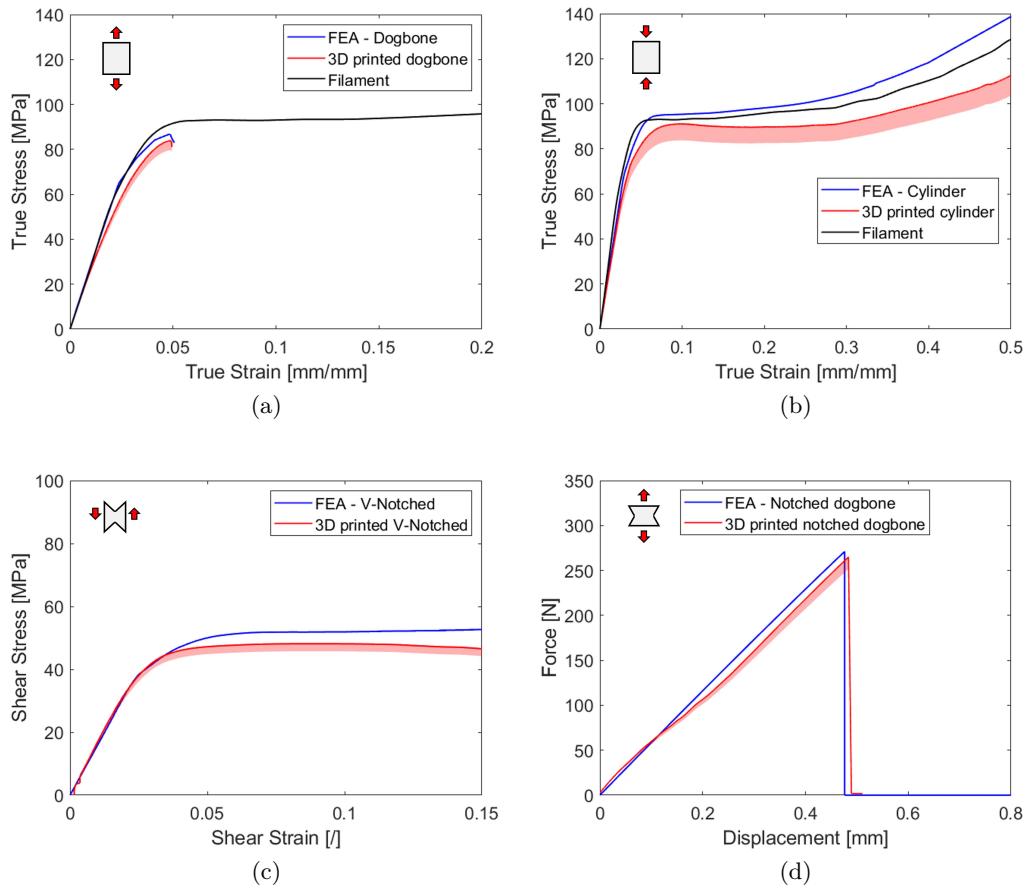 140
120
100
80
60
40
20
0
True Stress [MPa]
FEA - Dogbone
3D printed dogbone
Filament
0 0.05 0.1 0.15 0.2
True Strain [mm/mm]
(a)
140
120
100
80
60
40
20
0
True Stress [MPa]
FEA - Cylinder
3D printed cylinder
Filament
0 0.1 0.2 0.3 0.4 0.5
True Strain [mm/mm]
(b)
100
80
60
40
20
0
Shear Stress [MPa]
FEA - V-Notched
3D printed V-Notched
0 0.05 0.1 0.15
Shear Strain [/]
(c)
350
300
250
200
150
100
50
0
Force [N]
FEA - Notched dogbone
3D printed notched dogbone
0 0.2 0.4 0.6 0.8
Displacement [mm]
(d)